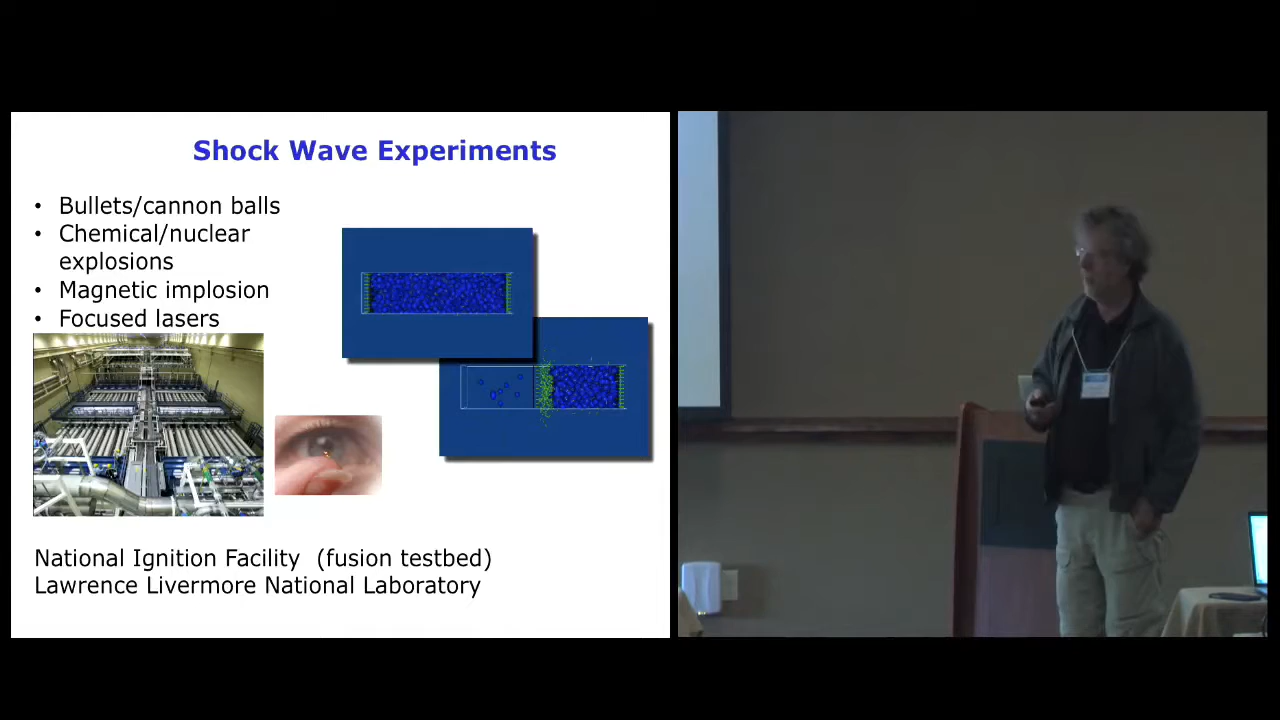 Shock Wave Experiments
• Bullets/cannon balls
• Chemical/nuclear
explosions
• Magnetic implosion
• Focused lasers
National Ignition Facility (fusion testbed)
Lawrence Livermore National Laboratory